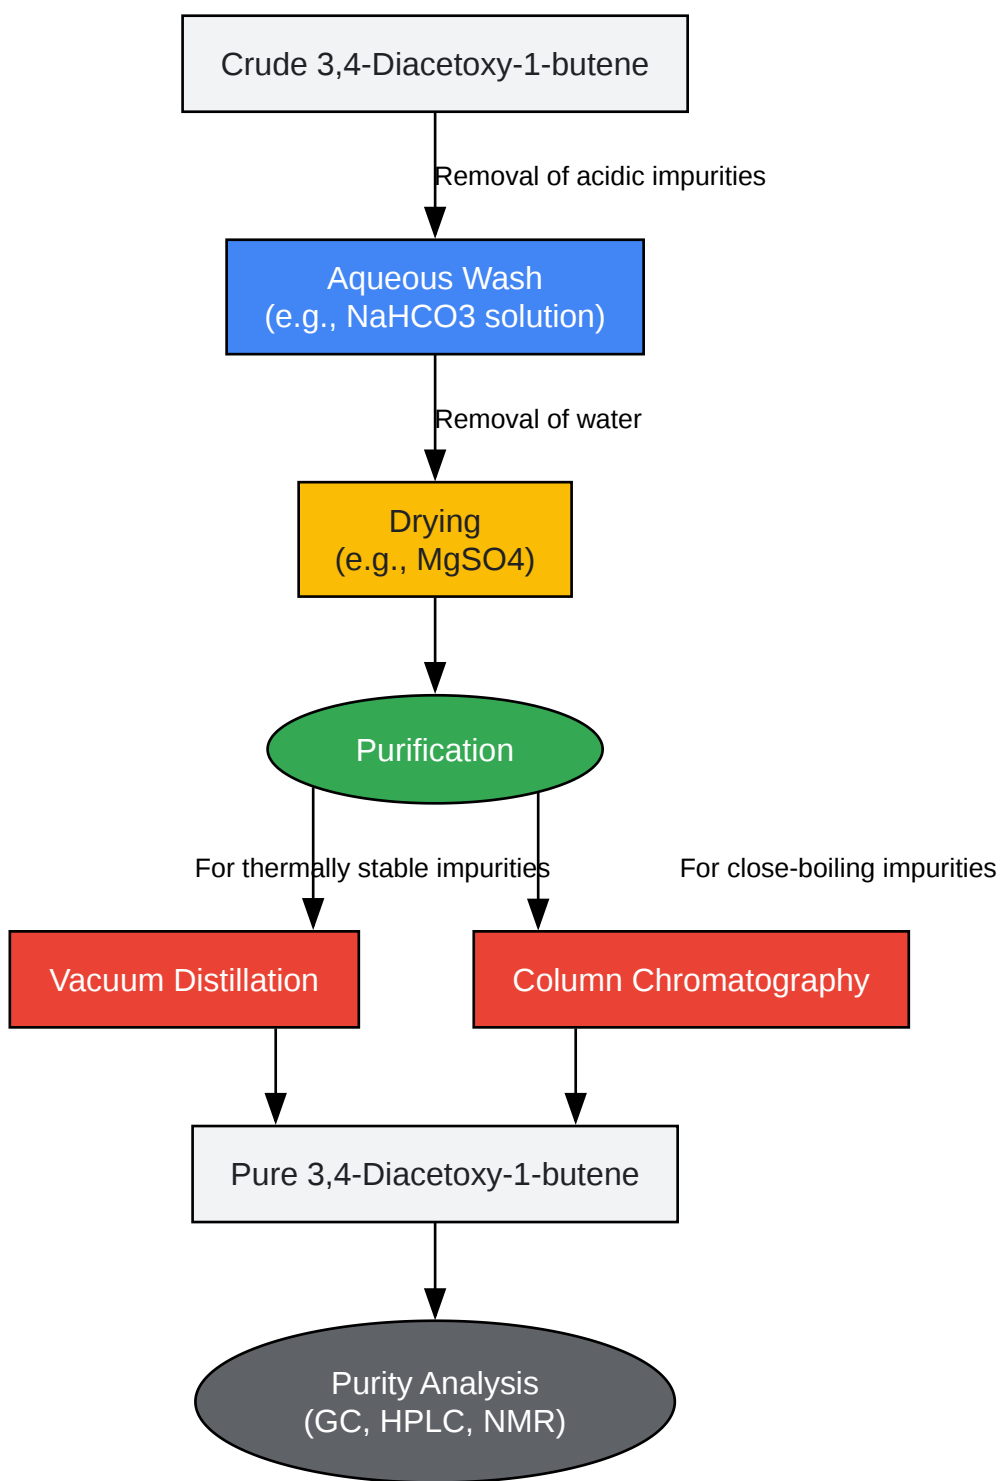 Crude 3,4-Diacetoxy-1-butene
Removal of acidic impurities
Aqueous Wash
(e.g., NaHCO3 solution)
Removal of water
Drying
(e.g., MgSO4)
Purification
For thermally stable impurities
For close-boiling impurities
Vacuum Distillation
Column Chromatography
Pure 3,4-Diacetoxy-1-butene
Purity Analysis
(GC, HPLC, NMR)